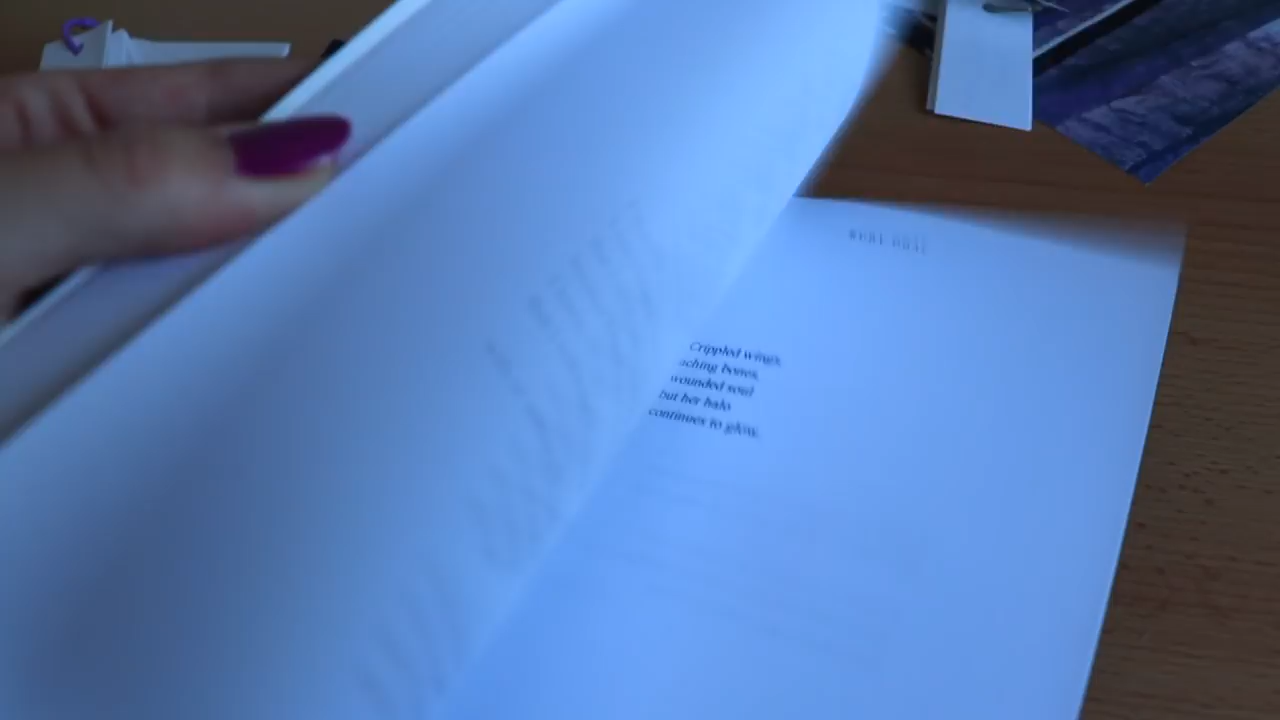 Crippled wings,
aching bones,
wounded soul
but her halo
continues to glow.